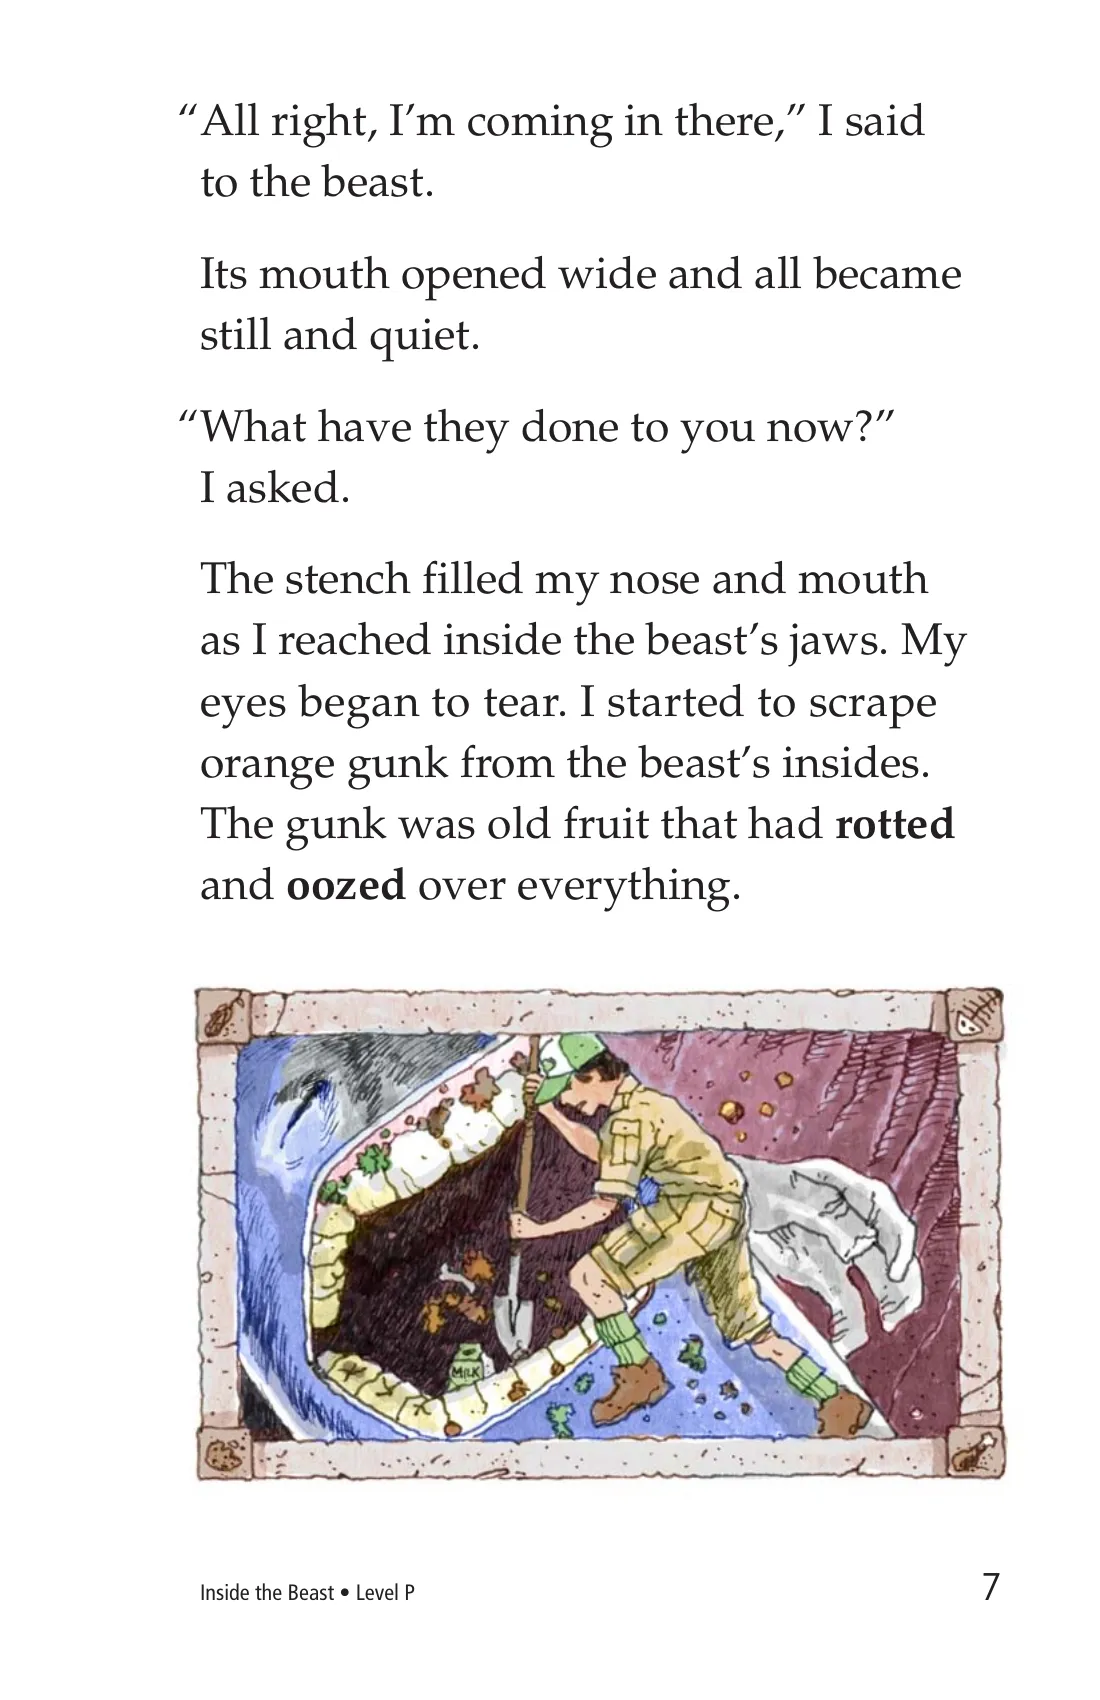 “All right, I’m coming in there,” I said
to the beast.
Its mouth opened wide and all became
still and quiet.
“What have they done to you now?”
I asked.
The stench filled my nose and mouth
as I reached inside the beast’s jaws. My
eyes began to tear. I started to scrape
orange gunk from the beast’s insides.
The gunk was old fruit that had rotted
and oozed over everything.
MILK
Inside the Beast • Level P
7